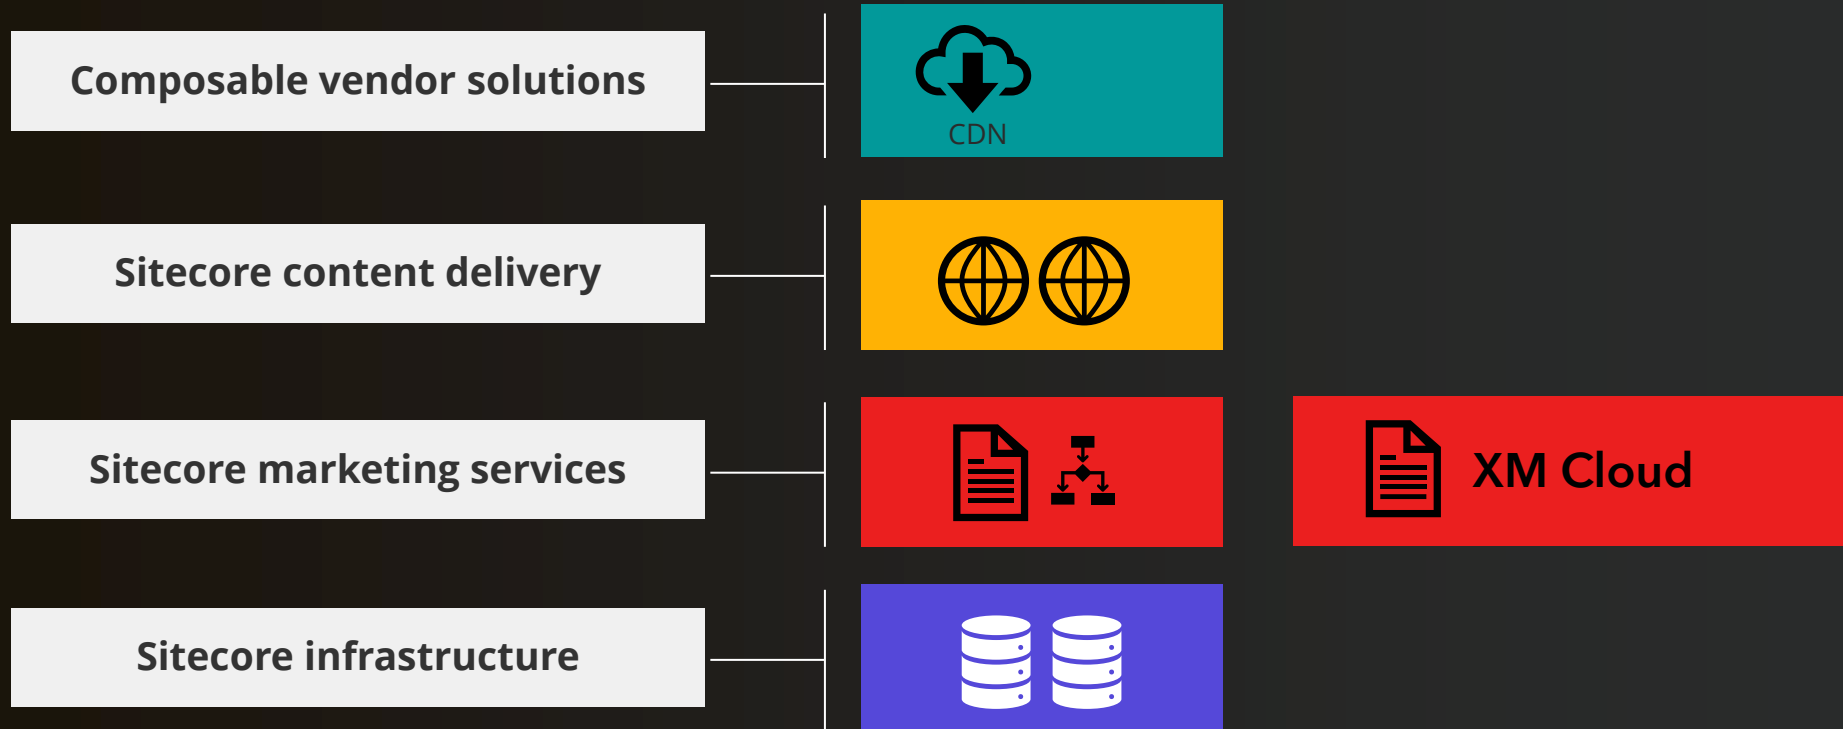 Composable vendor solutions
CDN
Sitecore content delivery
Sitecore marketing services
XM Cloud
Sitecore infrastructure